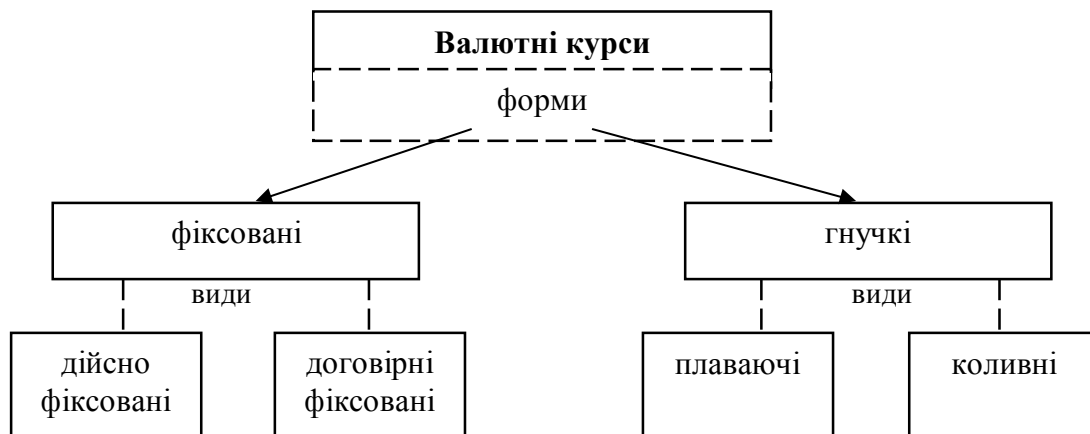 Валютні курси
форми
фіксовані
гнучкі
види
види
дійсно
фіксовані
договірні
фіксовані
плаваючі
коливні